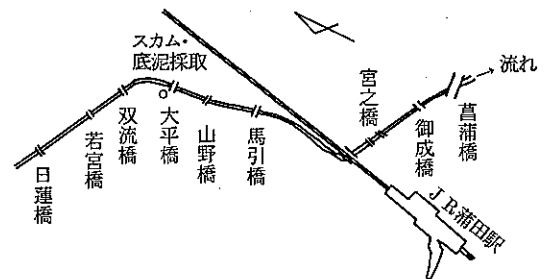 スカム・
底泥採取
日蓮橋
若宮橋
双流橋
大平橋
山野橋
馬引橋
宮之橋
御成橋
菖蒲橋
流れ
JR蒲田駅